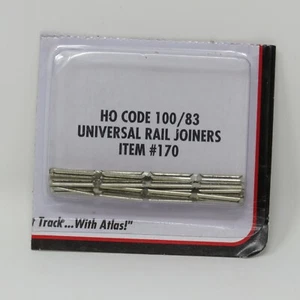 HO CODE 100/83
UNIVERSAL RAIL JOINERS
ITEM #170
t Track...With Atlas!"